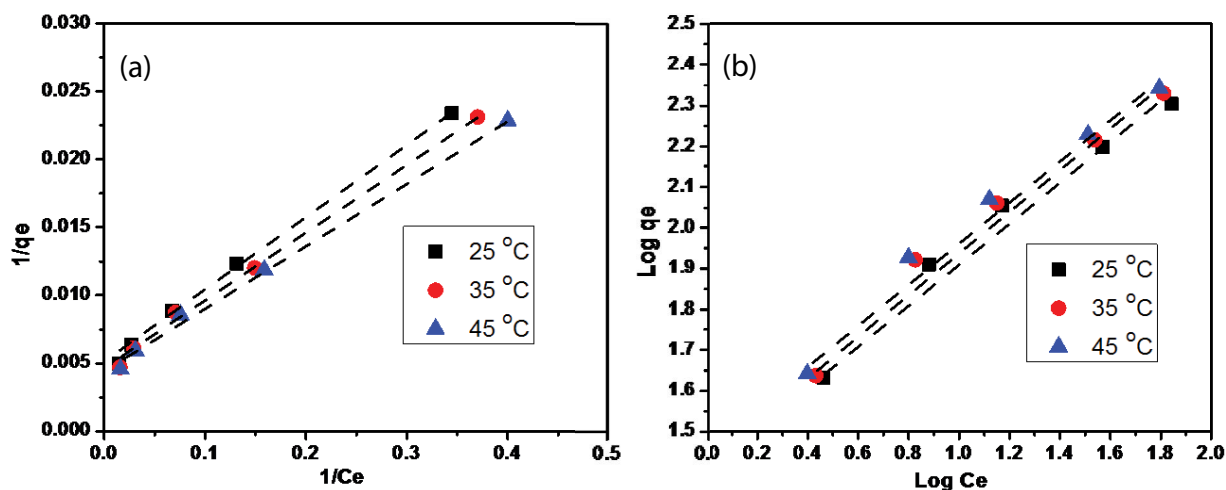 (a)
1/qe
0.030
0.025
0.020
0.015
0.010
0.005
0.000
25 °C
35 °C
45 °C
0.0 0.1 0.2 0.3 0.4 0.5
1/Ce
(b)
Log qe
2.5
2.4
2.3
2.2
2.1
2.0
1.9
1.8
1.7
1.6
1.5
25 °C
35 °C
45 °C
0.0 0.2 0.4 0.6 0.8 1.0 1.2 1.4 1.6 1.8 2.0
Log Ce